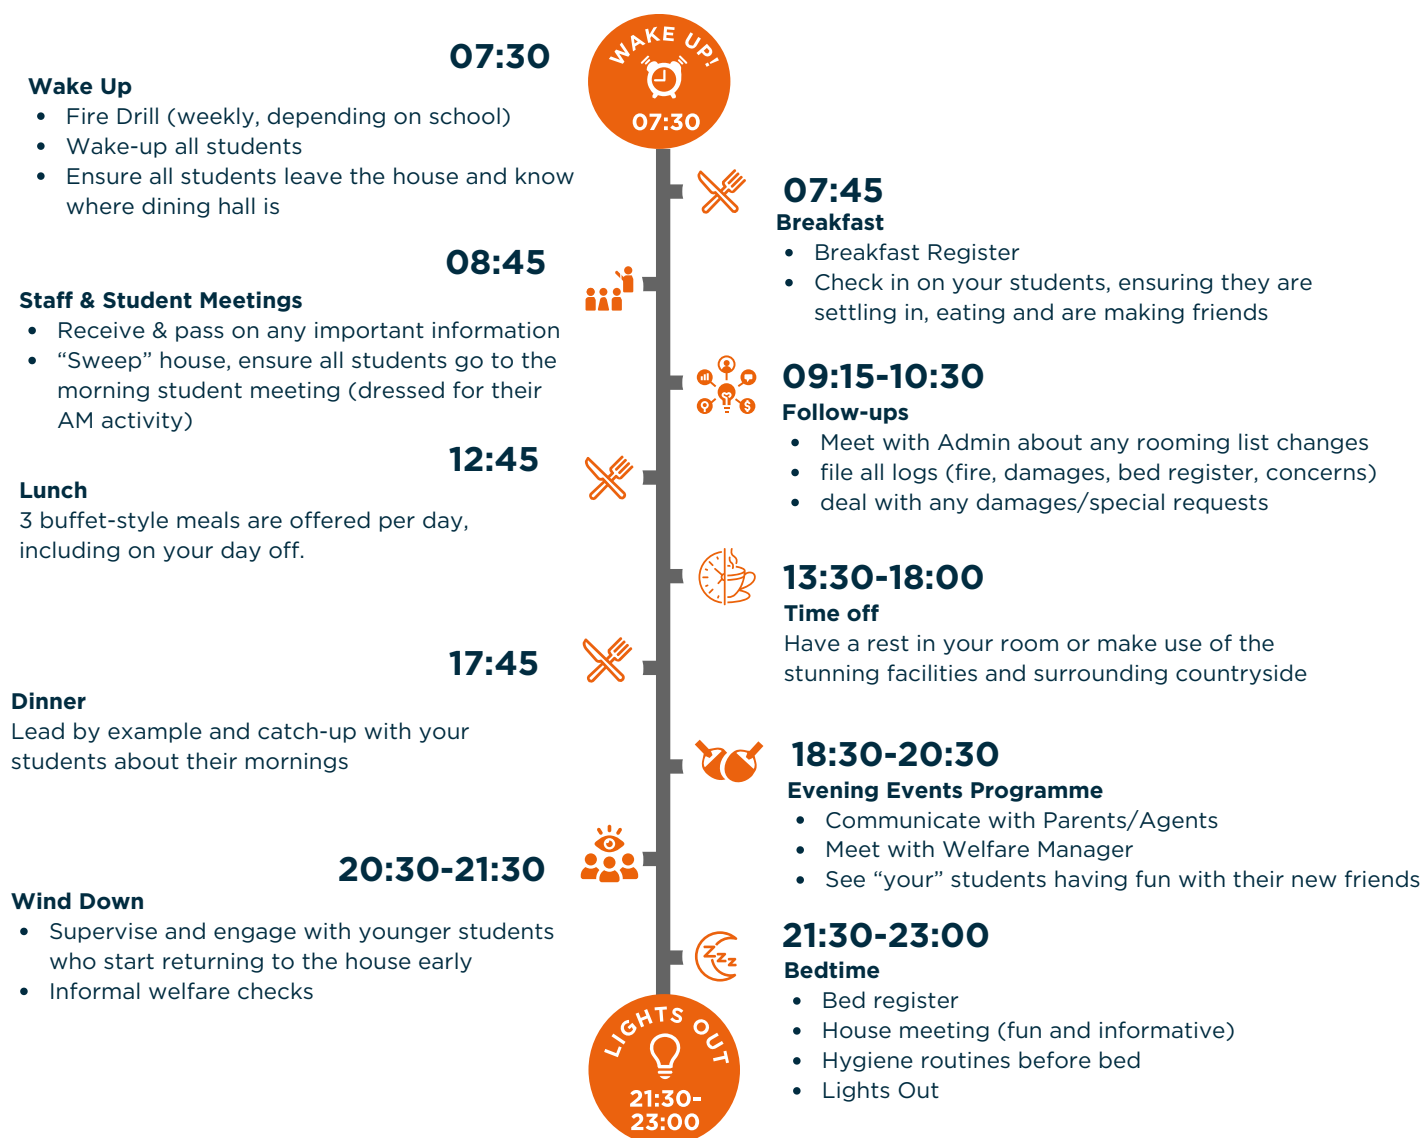 WAKE UP!
07:30
07:30
Wake Up
• Fire Drill (weekly, depending on school)
• Wake-up all students
• Ensure all students leave the house and know
where dining hall is
07:45
Breakfast
• Breakfast Register
• Check in on your students, ensuring they are
settling in, eating and are making friends
08:45
Staff & Student Meetings
• Receive & pass on any important information
• “Sweep” house, ensure all students go to the
morning student meeting (dressed for their
AM activity)
09:15-10:30
Follow-ups
• Meet with Admin about any rooming list changes
• file all logs (fire, damages, bed register, concerns)
• deal with any damages/special requests
12:45
Lunch
3 buffet-style meals are offered per day,
including on your day off.
13:30-18:00
Time off
Have a rest in your room or make use of the
stunning facilities and surrounding countryside
17:45
Dinner
Lead by example and catch-up with your
students about their mornings
18:30-20:30
Evening Events Programme
• Communicate with Parents/Agents
• Meet with Welfare Manager
• See “your” students having fun with their new friends
20:30-21:30
Wind Down
• Supervise and engage with younger students
who start returning to the house early
• Informal welfare checks
21:30-23:00
Bedtime
• Bed register
• House meeting (fun and informative)
• Hygiene routines before bed
• Lights Out
zzz
LIGHTS OUT
21:30-
23:00